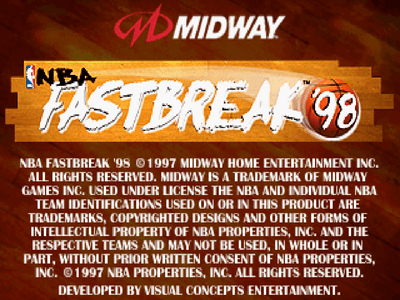 MIDWAY
NBA
FASTBREAK '98™
NBA FASTBREAK '98 ©1997 MIDWAY HOME ENTERTAINMENT INC.
ALL RIGHTS RESERVED. MIDWAY IS A TRADEMARK OF MIDWAY
GAMES INC. USED UNDER LICENSE THE NBA AND INDIVIDUAL NBA
TEAM IDENTIFICATIONS USED ON OR IN THIS PRODUCT ARE
TRADEMARKS, COPYRIGHTED DESIGNS AND OTHER FORMS OF
INTELLECTUAL PROPERTY OF NBA PROPERTIES, INC. AND THE
RESPECTIVE TEAMS AND MAY NOT BE USED, IN WHOLE OR IN
PART, WITHOUT PRIOR WRITTEN CONSENT OF NBA PROPERTIES,
INC. ©1997 NBA PROPERTIES, INC. ALL RIGHTS RESERVED.
DEVELOPED BY VISUAL CONCEPTS ENTERTAINMENT.